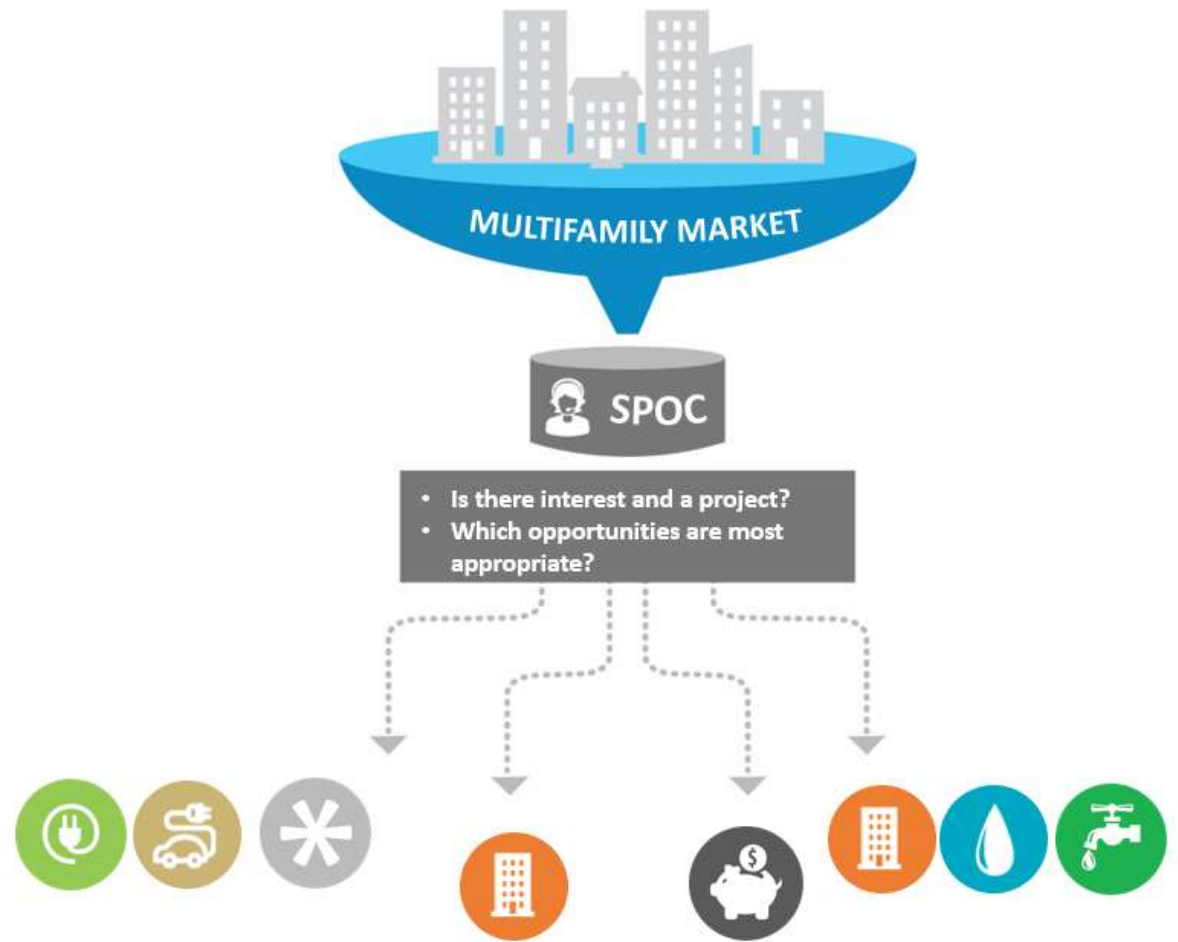 MULTIFAMILY MARKET
SPOC
• Is there interest and a project?
• Which opportunities are most
appropriate?
$